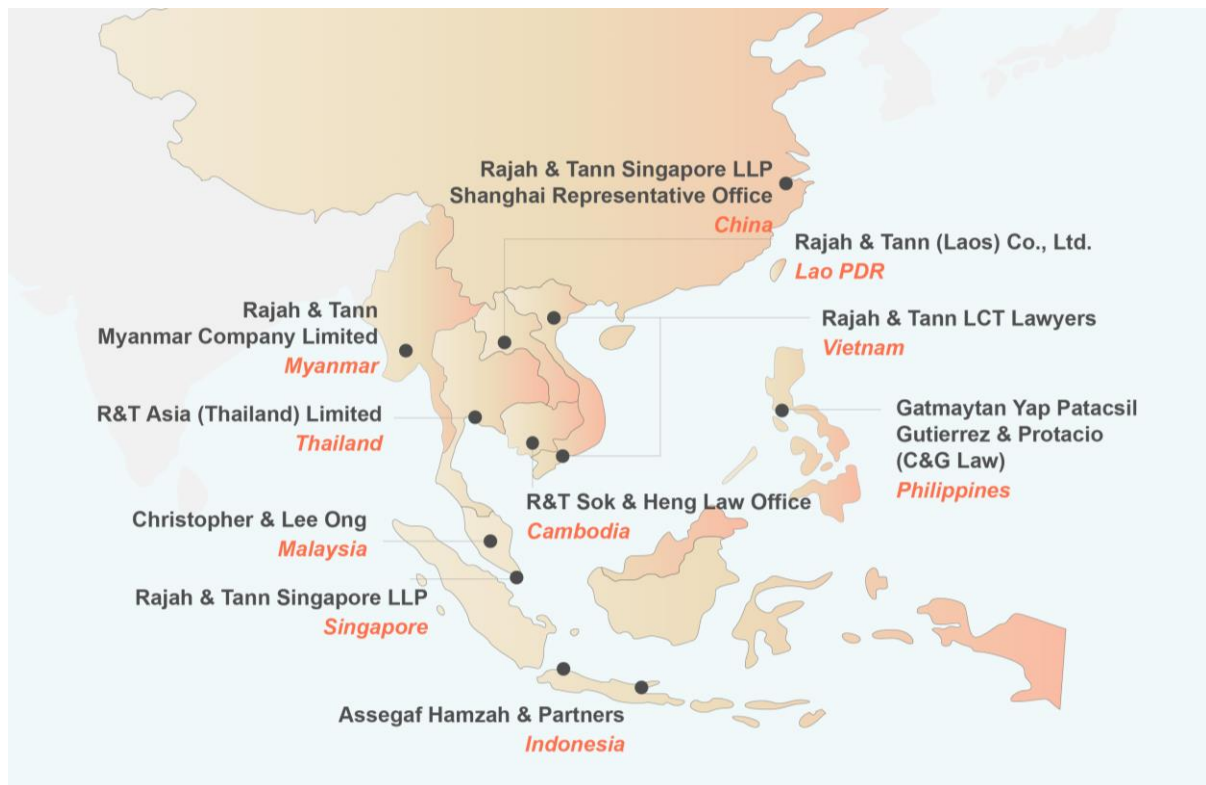 Rajah & Tann Singapore LLP
Shanghai Representative Office
China
Rajah & Tann (Laos) Co., Ltd.
Lao PDR
Rajah & Tann
Myanmar Company Limited
Myanmar
Rajah & Tann LCT Lawyers
Vietnam
R&T Asia (Thailand) Limited
Thailand
Gatmaytan Yap Patacsil
Gutierrez & Protacio
(C&G Law)
Philippines
R&T Sok & Heng Law Office
Cambodia
Christopher & Lee Ong
Malaysia
Rajah & Tann Singapore LLP
Singapore
Assegaf Hamzah & Partners
Indonesia